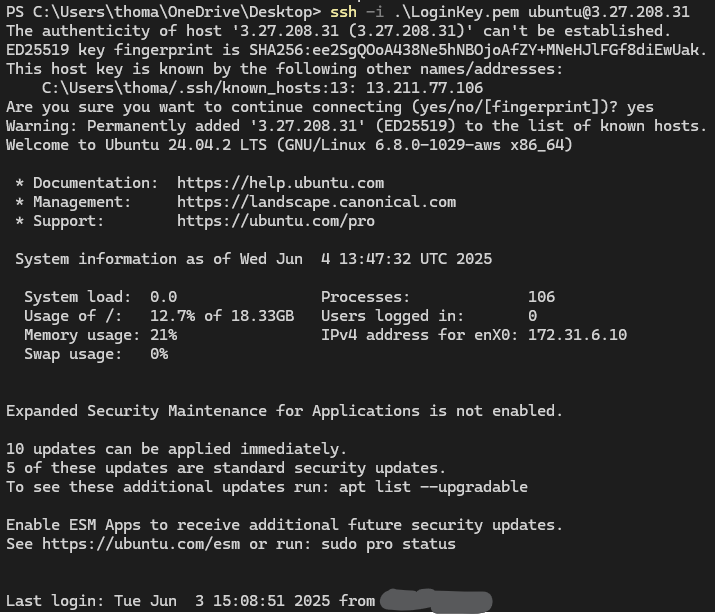 PS C:\Users\thoma\OneDrive\Desktop> ssh -i .\LoginKey.pem ubuntu@3.27.208.31
The authenticity of host '3.27.208.31 (3.27.208.31)' can't be established.
ED25519 key fingerprint is SHA256:ee2SgQOoA438Ne5hNBOjoAfZY+MNeHJlFGf8diEwUak.
This host key is known by the following other names/addresses:
    C:\Users\thoma/.ssh/known_hosts:13: 13.211.77.106
Are you sure you want to continue connecting (yes/no/[fingerprint])? yes
Warning: Permanently added '3.27.208.31' (ED25519) to the list of known hosts.
Welcome to Ubuntu 24.04.2 LTS (GNU/Linux 6.8.0-1029-aws x86_64)

 * Documentation:  https://help.ubuntu.com
 * Management:     https://landscape.canonical.com
 * Support:        https://ubuntu.com/pro

 System information as of Wed Jun  4 13:47:32 UTC 2025

  System load:  0.0                Processes:             106
  Usage of /:   12.7% of 18.33GB   Users logged in:       0
  Memory usage: 21%                IPv4 address for enX0: 172.31.6.10
  Swap usage:   0%


Expanded Security Maintenance for Applications is not enabled.

10 updates can be applied immediately.
5 of these updates are standard security updates.
To see these additional updates run: apt list --upgradable

Enable ESM Apps to receive additional future security updates.
See https://ubuntu.com/esm or run: sudo pro status


Last login: Tue Jun  3 15:08:51 2025 from